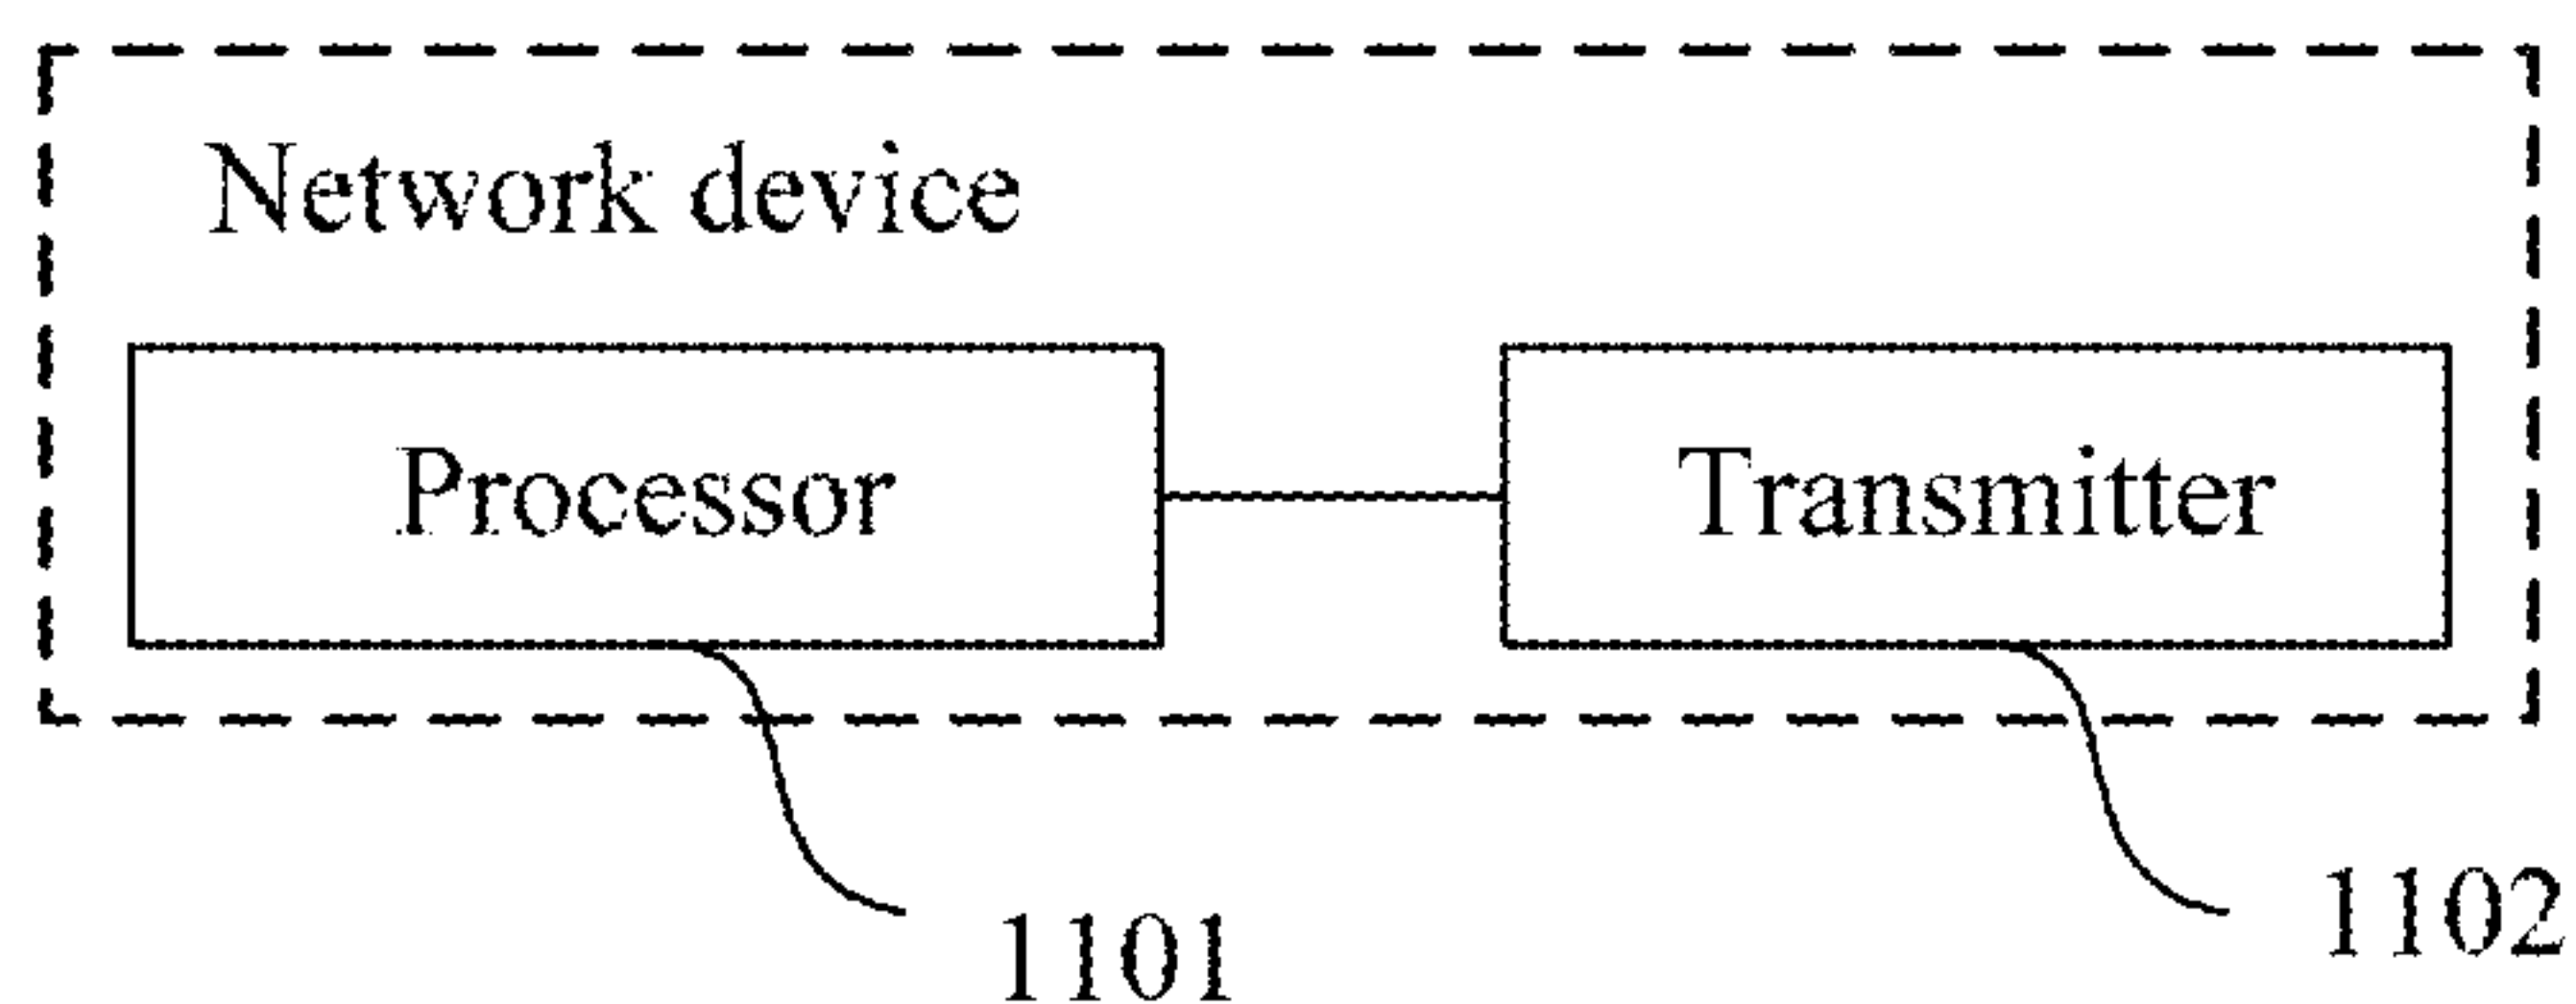 Network device
Processor
Transmitter
1101
1102